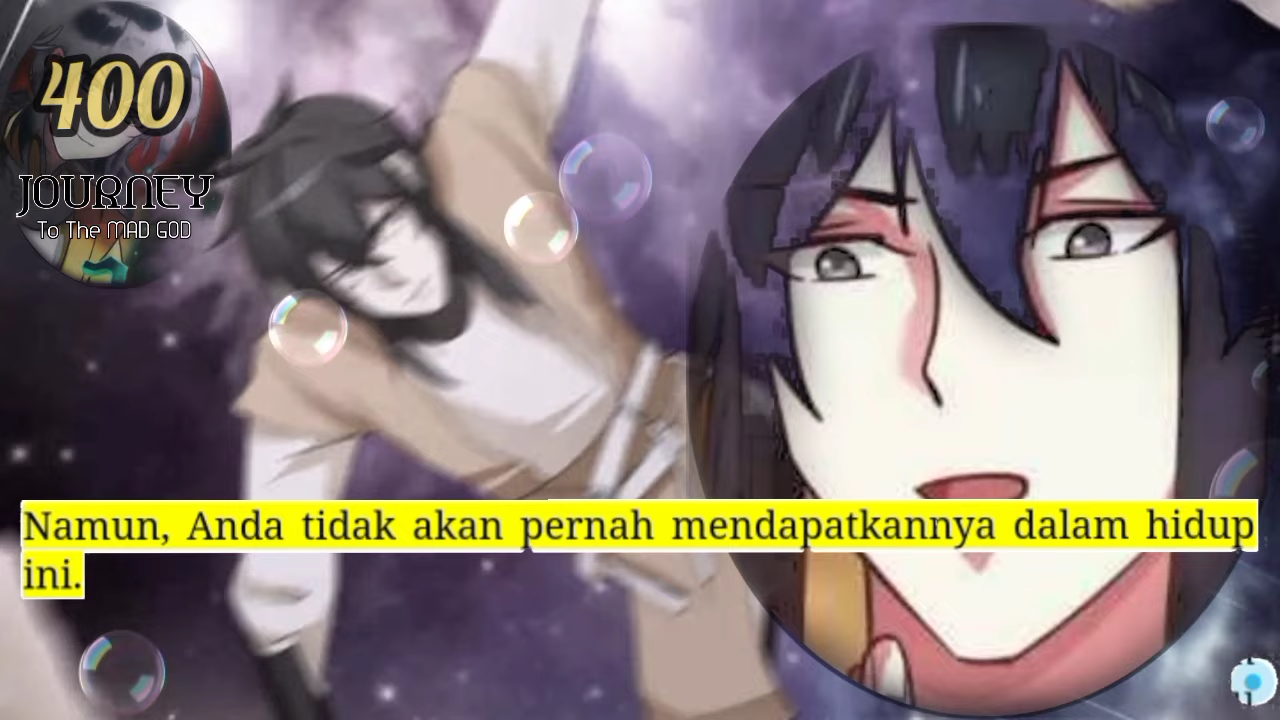 400
JOURNEY
To The MAD GOD
Namun, Anda tidak akan pernah mendapatkannya dalam hidup
ini.